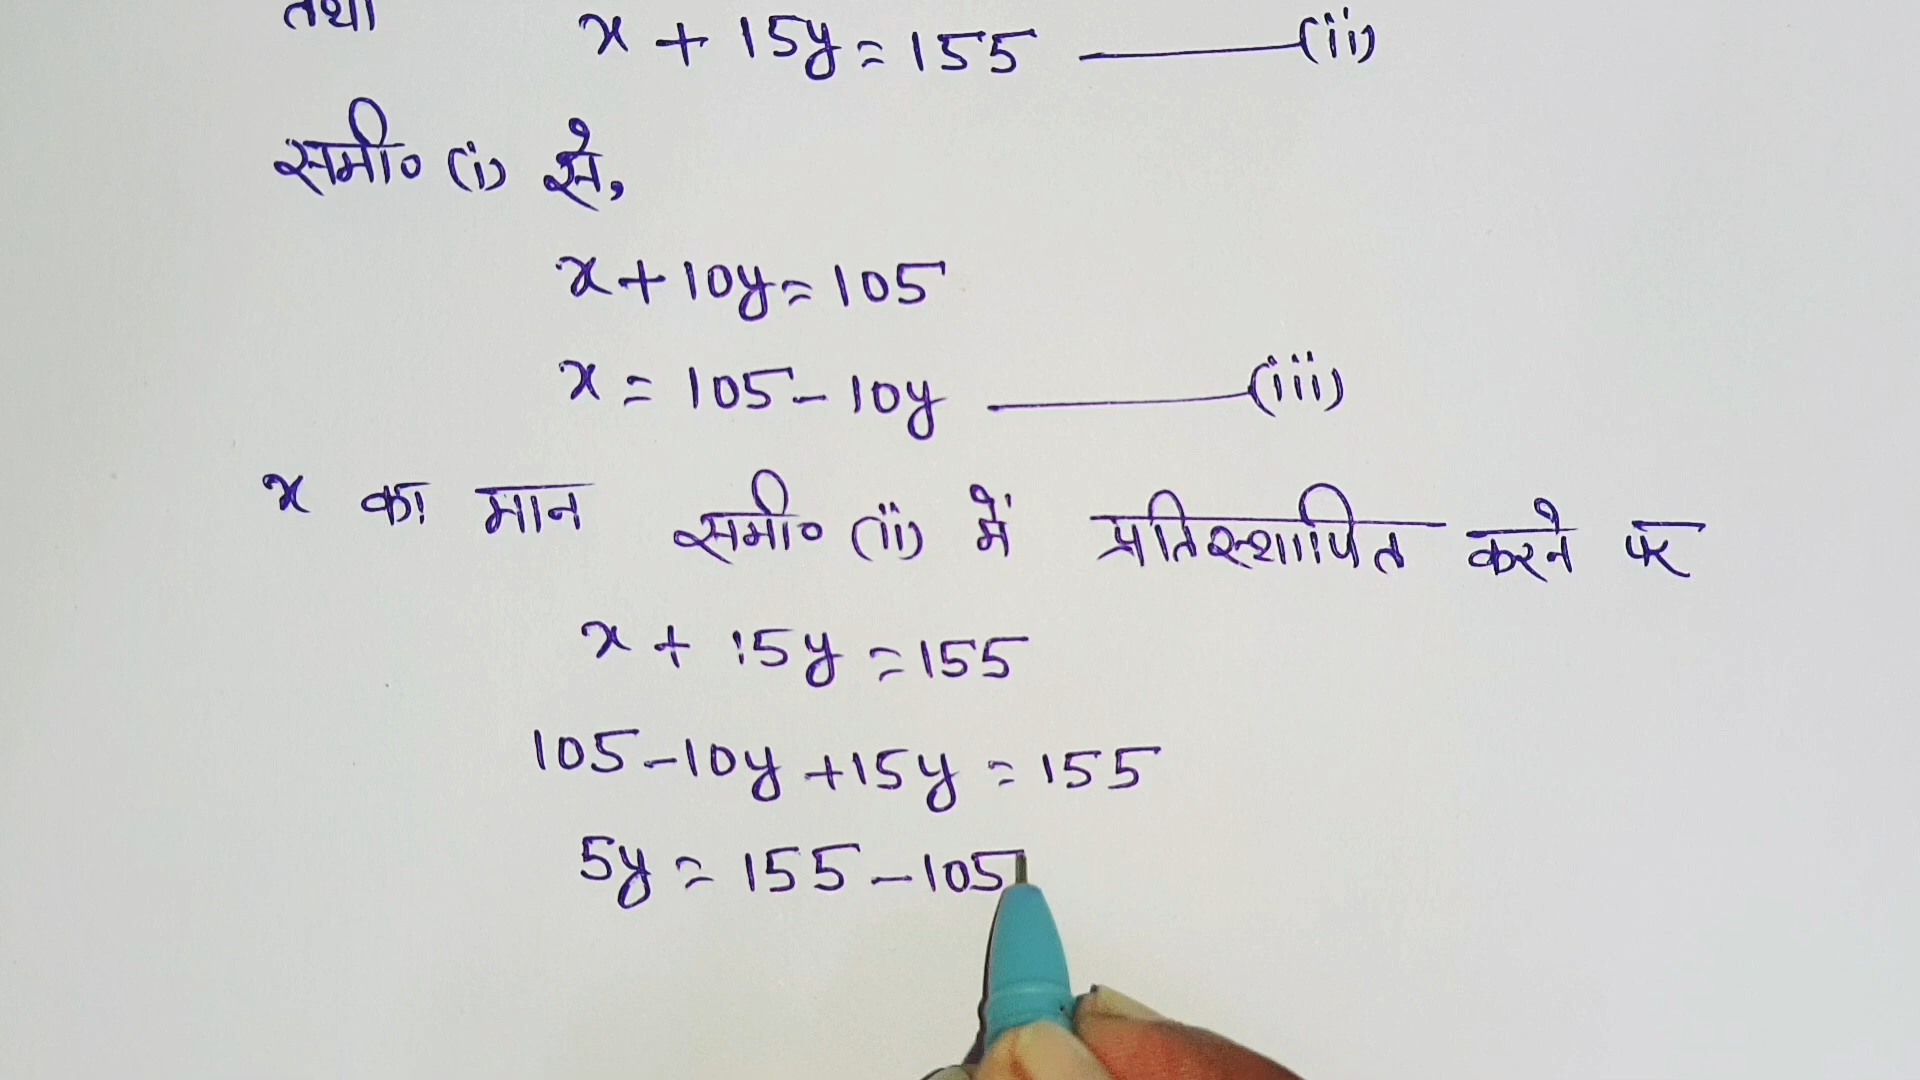 तथा x + 15y = 155 ———(ii)
समी० (i) से,
x + 10y = 105
x = 105 - 10y ———(iii)
x का मान समी० (ii) में प्रतिस्थापित करने पर
x + 15y = 155
105 - 10y + 15y = 155
5y = 155 - 105